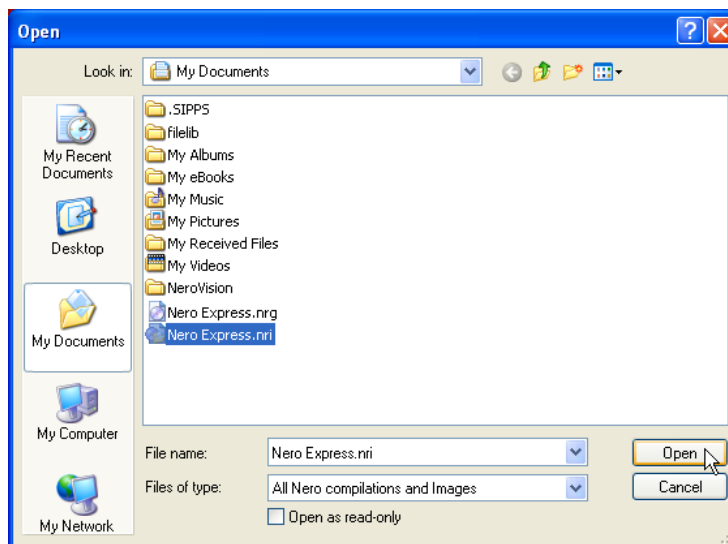 Open
Look in:
My Documents
My Recent
Documents
Desktop
My Documents
My Computer
My Network
.SIPPS
filelib
My Albums
My eBooks
My Music
My Pictures
My Received Files
My Videos
NeroVision
Nero Express.nrg
Nero Express.nri
File name:
Nero Express.nri
Open
Files of type:
All Nero compilations and Images
Cancel
Open as read-only